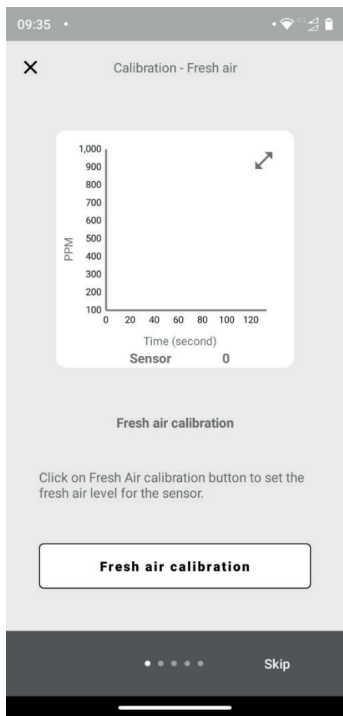 09:35
Calibration - Fresh air
1,000
900
800
700
600
500
400
300
200
100
PPM
0 20 40 60 80 100 120
Time (second)
Sensor 0
Fresh air calibration
Click on Fresh Air calibration button to set the
fresh air level for the sensor.
Fresh air calibration
Skip